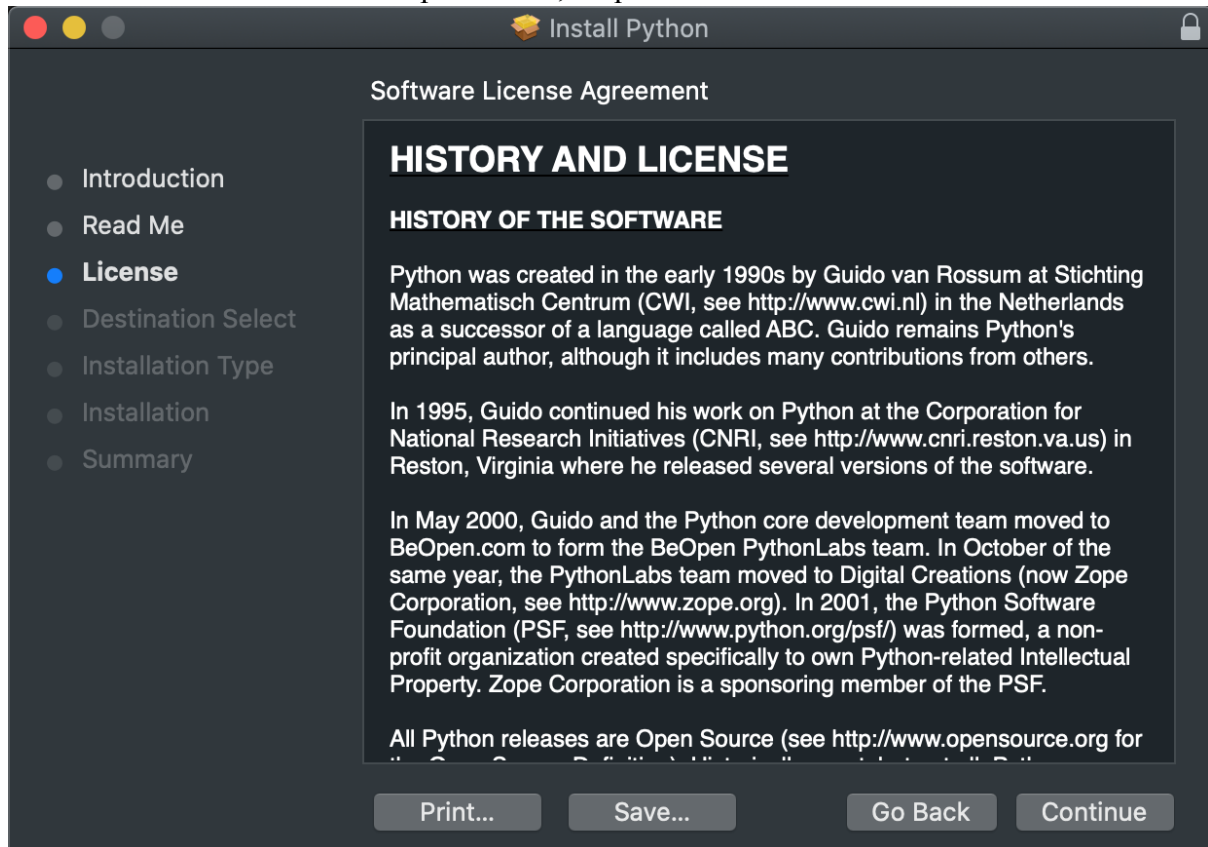 Install Python
Software License Agreement
Introduction
Read Me
License
Destination Select
Installation Type
Installation
Summary
HISTORY AND LICENSE
HISTORY OF THE SOFTWARE
Python was created in the early 1990s by Guido van Rossum at Stichting
Mathematisch Centrum (CWI, see http://www.cwi.nl) in the Netherlands
as a successor of a language called ABC. Guido remains Python's
principal author, although it includes many contributions from others.
In 1995, Guido continued his work on Python at the Corporation for
National Research Initiatives (CNRI, see http://www.cnri.reston.va.us) in
Reston, Virginia where he released several versions of the software.
In May 2000, Guido and the Python core development team moved to
BeOpen.com to form the BeOpen PythonLabs team. In October of the
same year, the PythonLabs team moved to Digital Creations (now Zope
Corporation, see http://www.zope.org). In 2001, the Python Software
Foundation (PSF, see http://www.python.org/psf/) was formed, a non-
profit organization created specifically to own Python-related Intellectual
Property. Zope Corporation is a sponsoring member of the PSF.
All Python releases are Open Source (see http://www.opensource.org for
Print...
Save...
Go Back
Continue